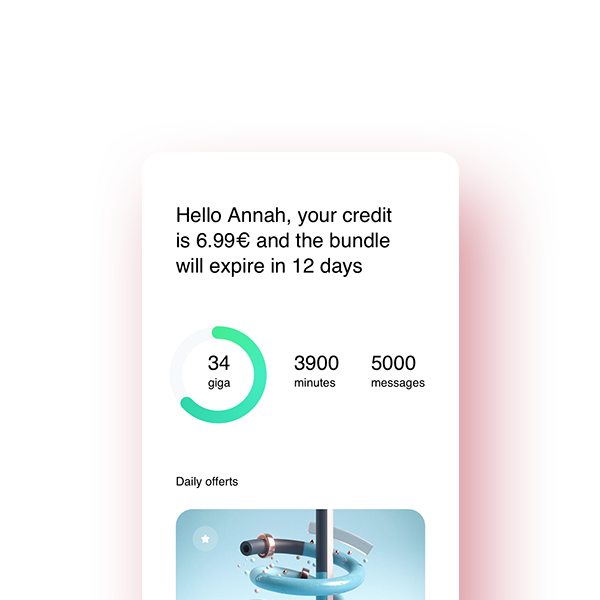 Hello Annah, your credit
is 6.99€ and the bundle
will expire in 12 days
34
giga
3900
minutes
5000
messages
Daily offerts